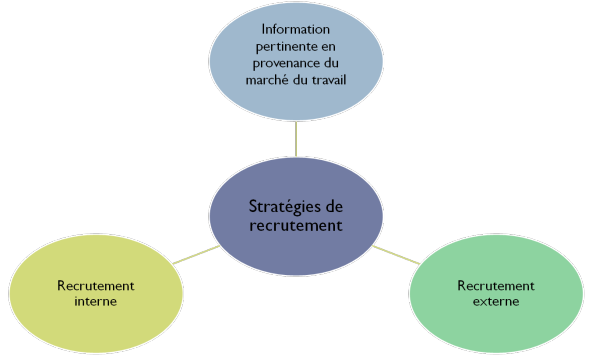 Information
pertinente en
provenance du
marché du travail
Stratégies de
recrutement
Recrutement
interne
Recrutement
externe